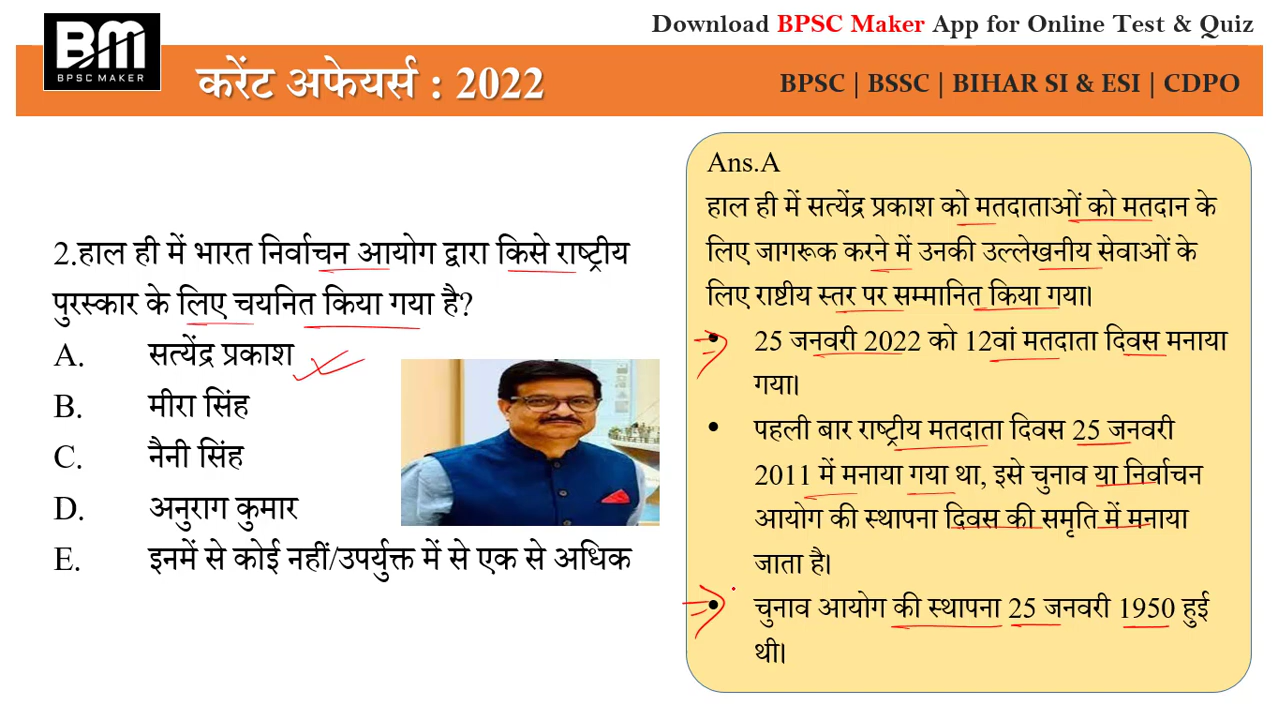 Download BPSC Maker App for Online Test & Quiz
BM
BPSC MAKER
करेंट अफेयर्स : 2022
BPSC | BSSC | BIHAR SI & ESI | CDPO
2.हाल ही में भारत निर्वाचन आयोग द्वारा किसे राष्ट्रीय
पुरस्कार के लिए चयनित किया गया है?
A. सत्येंद्र प्रकाश
B. मीरा सिंह
C. नैनी सिंह
D. अनुराग कुमार
E. इनमें से कोई नहीं/उपर्युक्त में से एक से अधिक
Ans.A
हाल ही में सत्येंद्र प्रकाश को मतदाताओं को मतदान के
लिए जागरूक करने में उनकी उल्लेखनीय सेवाओं के
लिए राष्टीय स्तर पर सम्मानित किया गया।
• 25 जनवरी 2022 को 12वां मतदाता दिवस मनाया
गया।
• पहली बार राष्ट्रीय मतदाता दिवस 25 जनवरी
2011 में मनाया गया था, इसे चुनाव या निर्वाचन
आयोग की स्थापना दिवस की समृति में मनाया
जाता है।
• चुनाव आयोग की स्थापना 25 जनवरी 1950 हुई
थी।